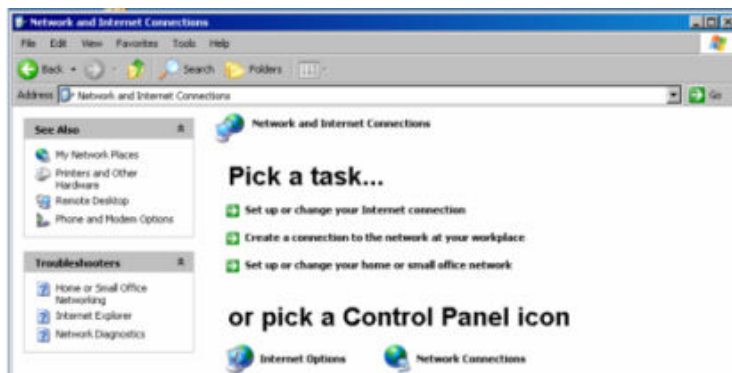 Network and Internet Connections
File Edit View Favorites Tools Help
Back Search Folders
Address Network and Internet Connections Go
See Also
My Network Places
Printers and Other
Hardware
Remote Desktop
Phone and Modem Options
Troubleshooters
Home or Small Office
Networking
Internet Explorer
Network Diagnostics
Network and Internet Connections
Pick a task...
Set up or change your Internet connection
Create a connection to the network at your workplace
Set up or change your home or small office network
or pick a Control Panel icon
Internet Options Network Connections